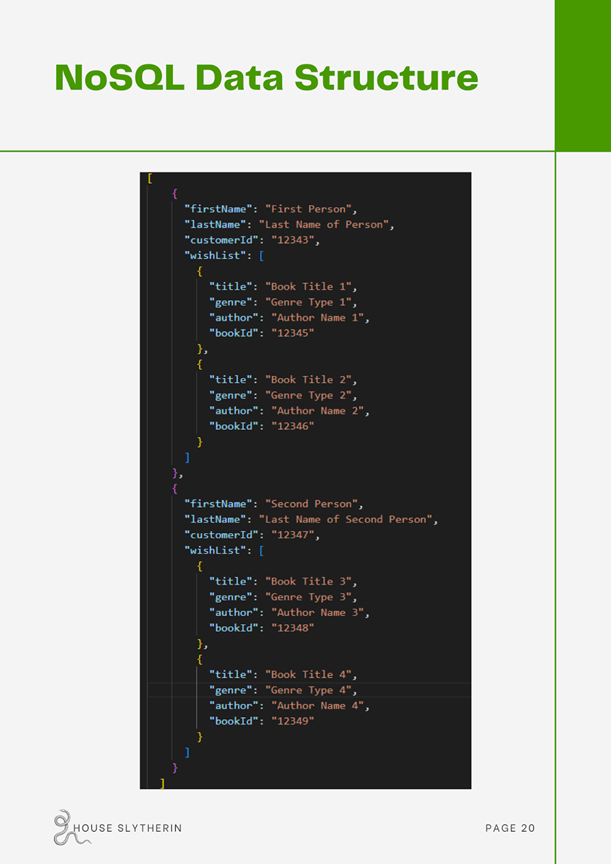 NoSQL Data Structure
[
{
"firstName": "First Person",
"lastName": "Last Name of Person",
"customerId": "12343",
"wishList": [
{
"title": "Book Title 1",
"genre": "Genre Type 1",
"author": "Author Name 1",
"bookId": "12345"
},
{
"title": "Book Title 2",
"genre": "Genre Type 2",
"author": "Author Name 2",
"bookId": "12346"
}
]
},
{
"firstName": "Second Person",
"lastName": "Last Name of Second Person",
"customerId": "12347",
"wishList": [
{
"title": "Book Title 3",
"genre": "Genre Type 3",
"author": "Author Name 3",
"bookId": "12348"
},
{
"title": "Book Title 4",
"genre": "Genre Type 4",
"author": "Author Name 4",
"bookId": "12349"
}
]
}
]
HOUSE SLYTHERIN
PAGE 20